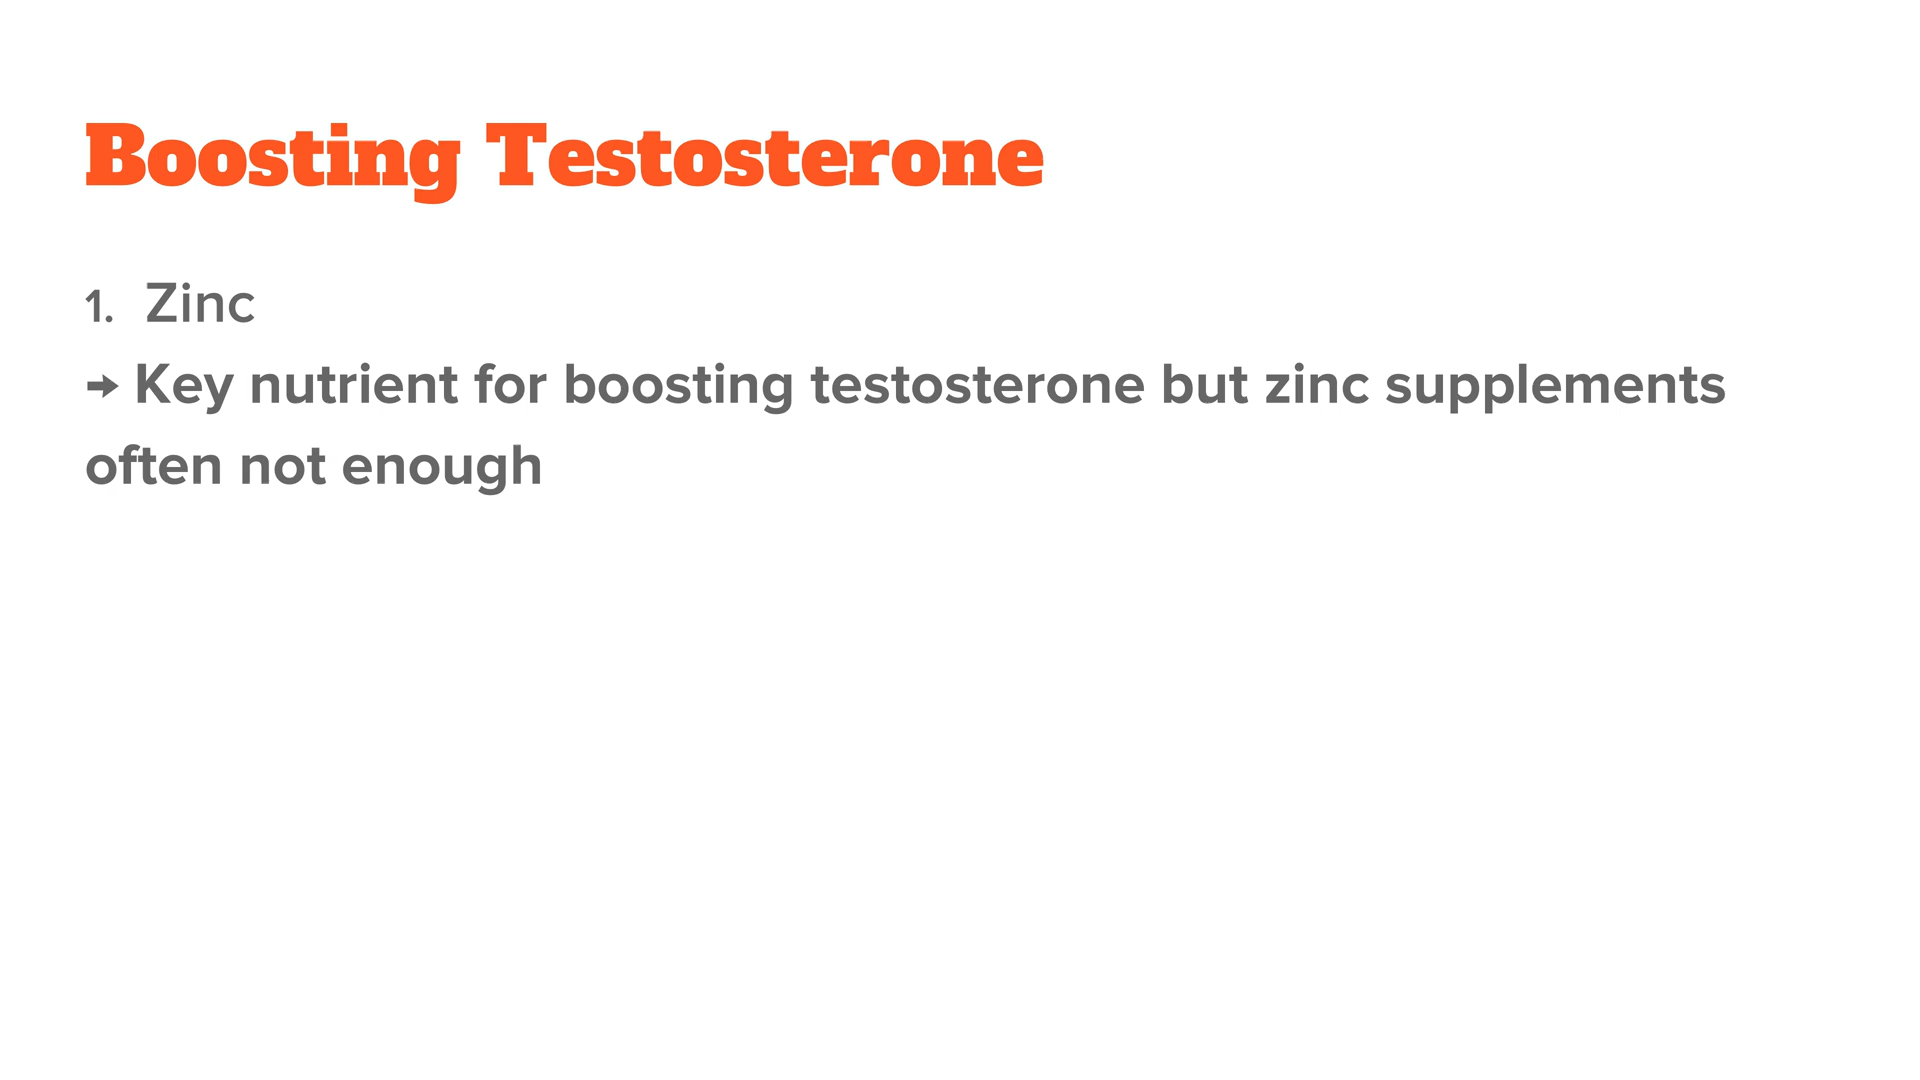 Boosting Testosterone
1. Zinc
→ Key nutrient for boosting testosterone but zinc supplements
often not enough